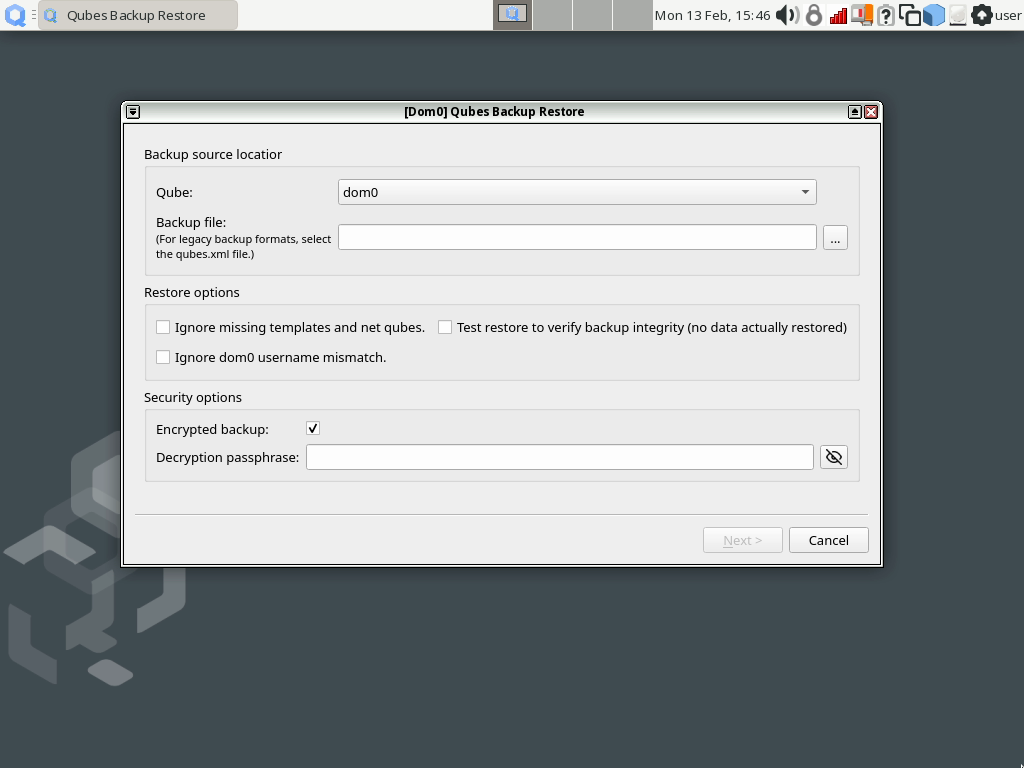 Qubes Backup Restore
Mon 13 Feb, 15:46
user
[Dom0] Qubes Backup Restore
Backup source locatior
Qube:
dom0
Backup file:
(For legacy backup formats, select
the qubes.xml file.)
...
Restore options
Ignore missing templates and net qubes.
Test restore to verify backup integrity (no data actually restored)
Ignore dom0 username mismatch.
Security options
Encrypted backup:
Decryption passphrase:
Next >
Cancel